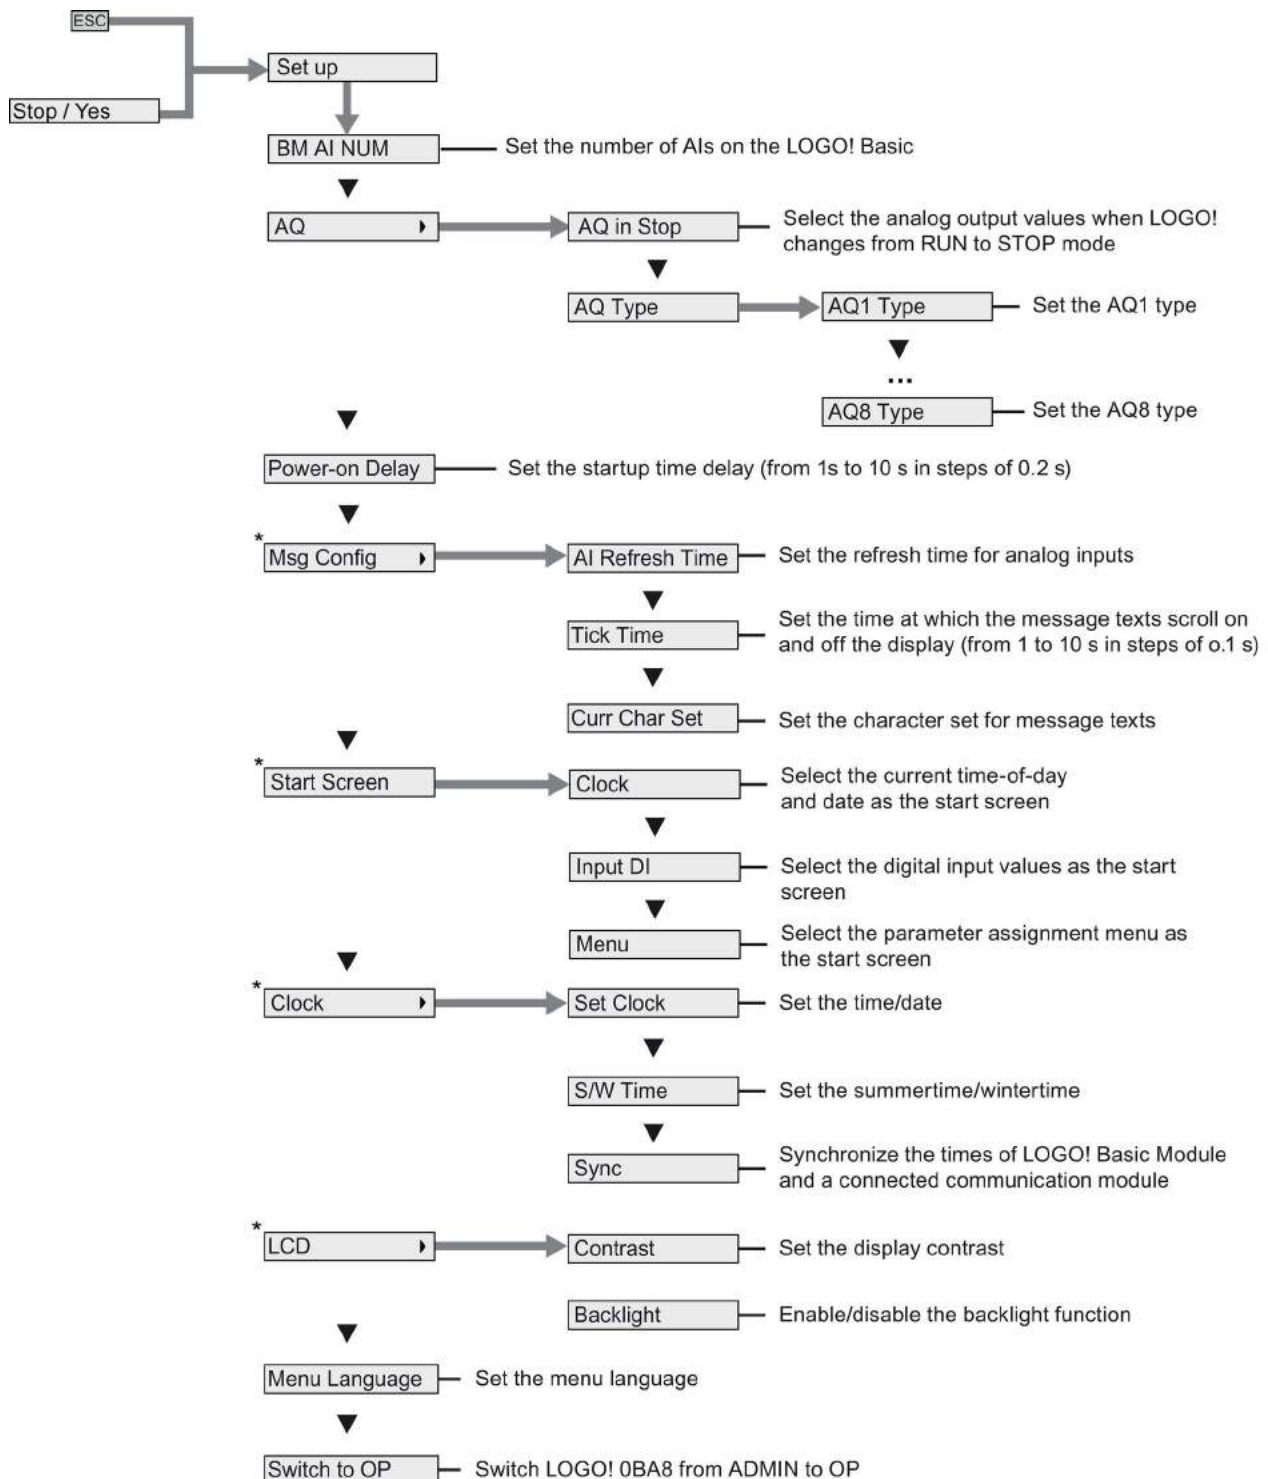 ESC
Set up
Stop / Yes
BM AI NUM
Set the number of AIs on the LOGO! Basic
AQ
AQ in Stop
Select the analog output values when LOGO!
changes from RUN to STOP mode
AQ Type
AQ1 Type
Set the AQ1 type
...
AQ8 Type
Set the AQ8 type
Power-on Delay
Set the startup time delay (from 1s to 10 s in steps of 0.2 s)
*
Msg Config
AI Refresh Time
Set the refresh time for analog inputs
Tick Time
Set the time at which the message texts scroll on
and off the display (from 1 to 10 s in steps of o.1 s)
Curr Char Set
Set the character set for message texts
*
Start Screen
Clock
Select the current time-of-day
and date as the start screen
Input DI
Select the digital input values as the start
screen
Menu
Select the parameter assignment menu as
the start screen
*
Clock
Set Clock
Set the time/date
S/W Time
Set the summertime/wintertime
Sync
Synchronize the times of LOGO! Basic Module
and a connected communication module
*
LCD
Contrast
Set the display contrast
Backlight
Enable/disable the backlight function
Menu Language
Set the menu language
Switch to OP
Switch LOGO! 0BA8 from ADMIN to OP